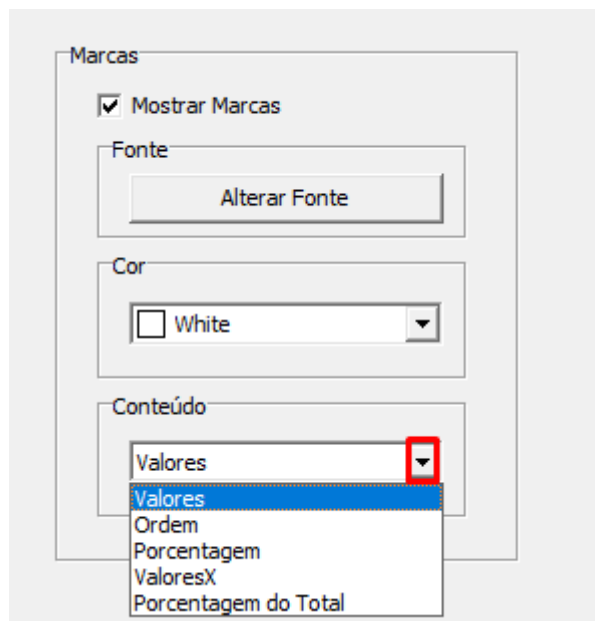 Marcas
Mostrar Marcas
Fonte
Alterar Fonte
Cor
White
Conteúdo
Valores
Valores
Ordem
Porcentagem
ValoresX
Porcentagem do Total